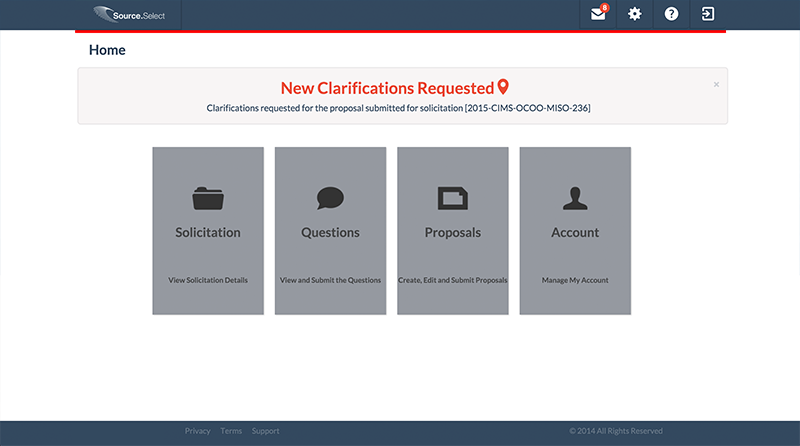 Source.Select
8
Home
New Clarifications Requested
×
Clarifications requested for the proposal submitted for solicitation [2015-CIMS-OCOO-MISO-236]
Solicitation
View Solicitation Details
Questions
View and Submit the Questions
Proposals
Create, Edit and Submit Proposals
Account
Manage My Account
Privacy Terms Support
© 2014 All Rights Reserved